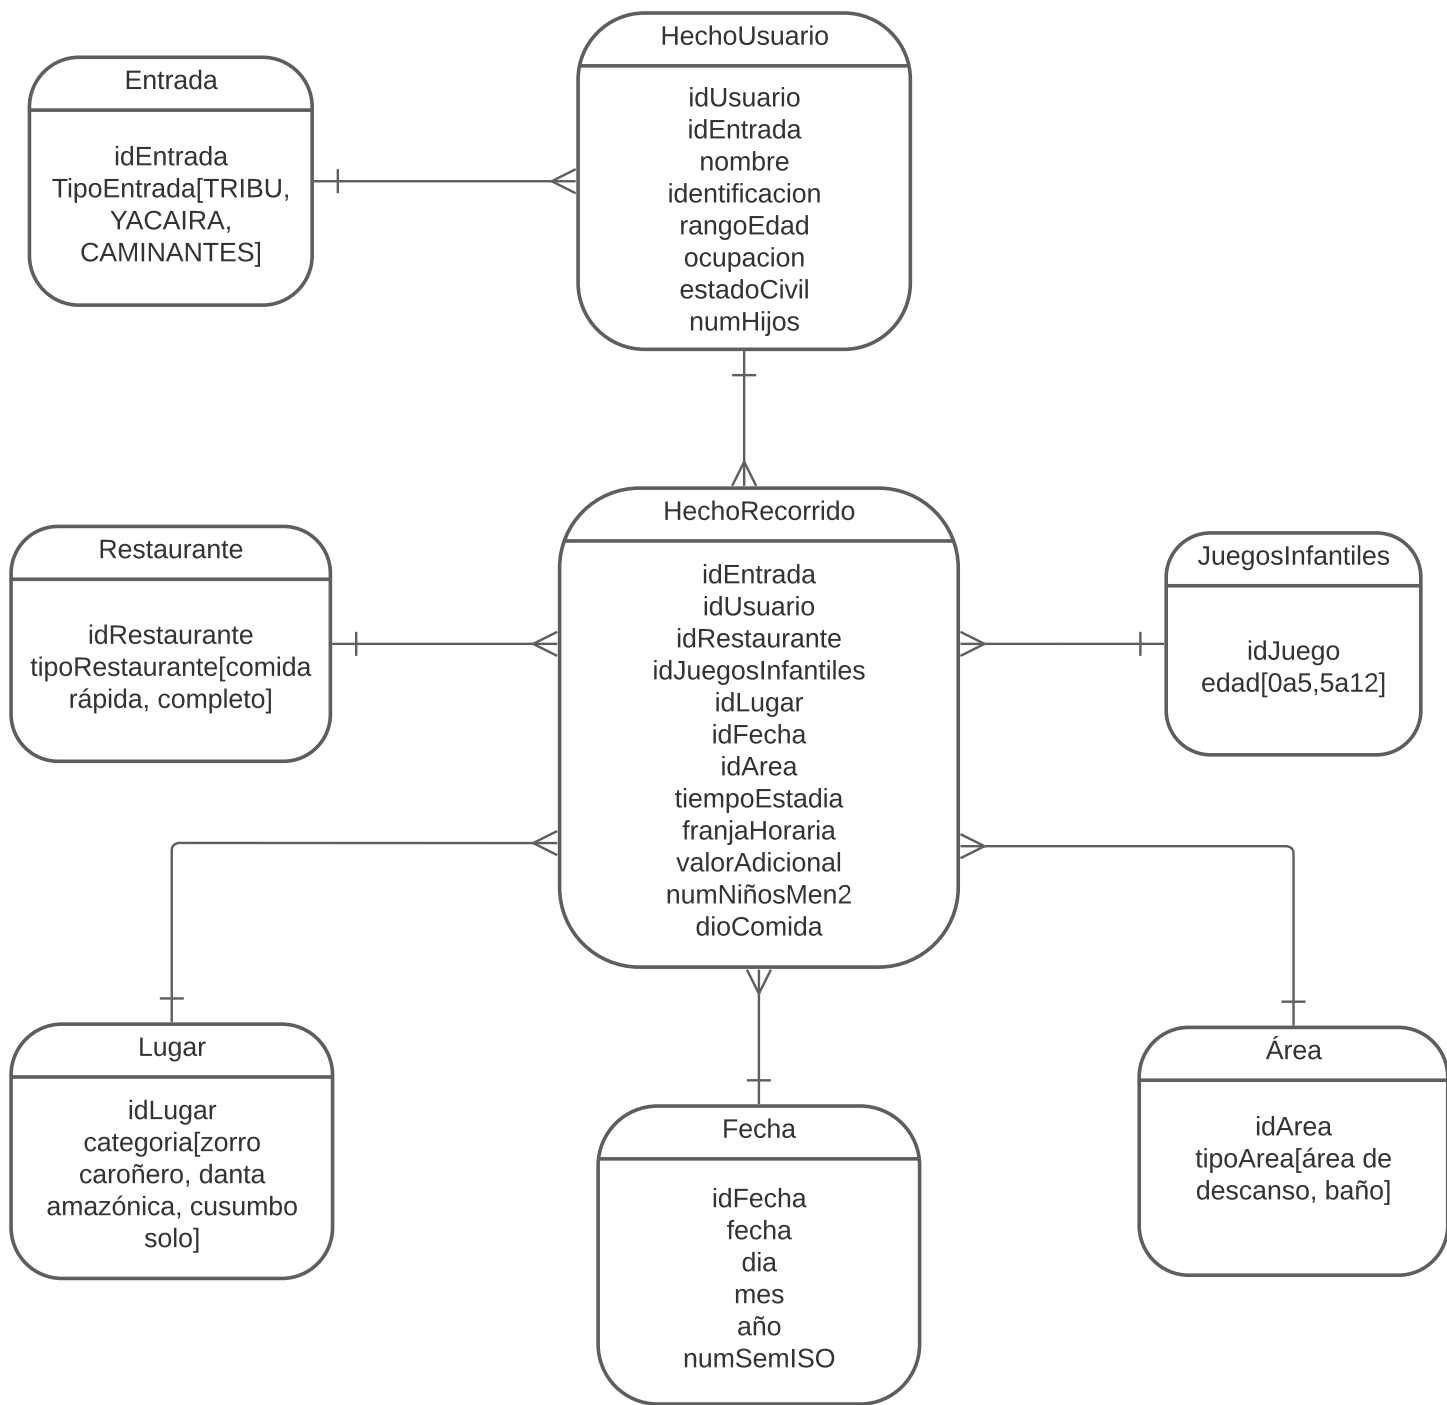 HechoUsuario
idUsuario
idEntrada
nombre
identificacion
rangoEdad
ocupacion
estadoCivil
numHijos
Entrada
idEntrada
TipoEntrada[TRIBU,
YACAIRA,
CAMINANTES]
HechoRecorrido
idEntrada
idUsuario
idRestaurante
idJuegosInfantiles
idLugar
idFecha
idArea
tiempoEstadia
franjaHoraria
valorAdicional
numNiñosMen2
dioComida
Restaurante
idRestaurante
tipoRestaurante[comida
rápida, completo]
JuegosInfantiles
idJuego
edad[0a5,5a12]
Lugar
idLugar
categoria[zorro
caroñero, danta
amazónica, cusumbo
solo]
Fecha
idFecha
fecha
dia
mes
año
numSemISO
Área
idArea
tipoArea[área de
descanso, baño]